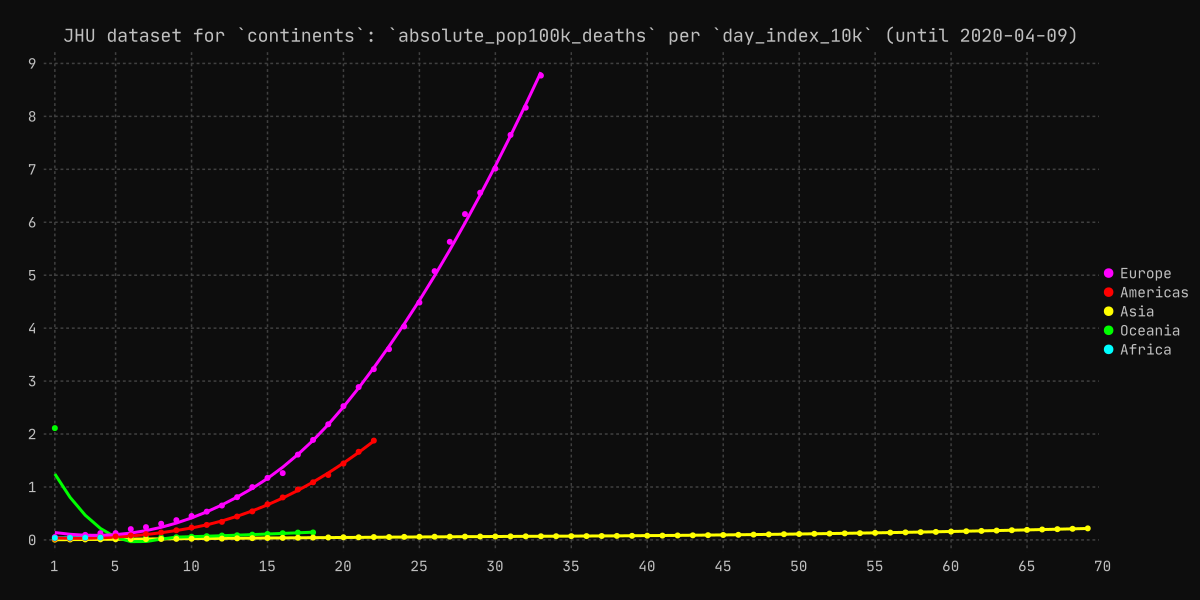 JHU dataset for `continents`: `absolute_pop100k_deaths` per `day_index_10k` (until 2020-04-09)
9
8
7
6
5
4
3
2
1
0
1 5 10 15 20 25 30 35 40 45 50 55 60 65 70
Europe
Americas
Asia
Oceania
Africa